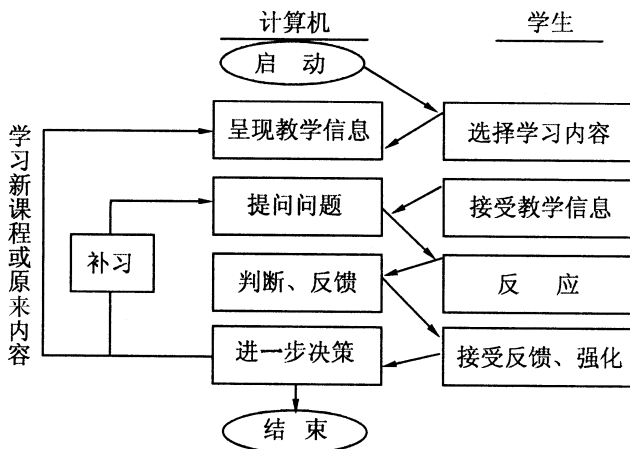 计算机
学生
启 动
呈现教学信息
选择学习内容
提问问题
接受教学信息
补习
判断、反馈
反 应
进一步决策
接受反馈、强化
结 束
学习新课程或原来内容